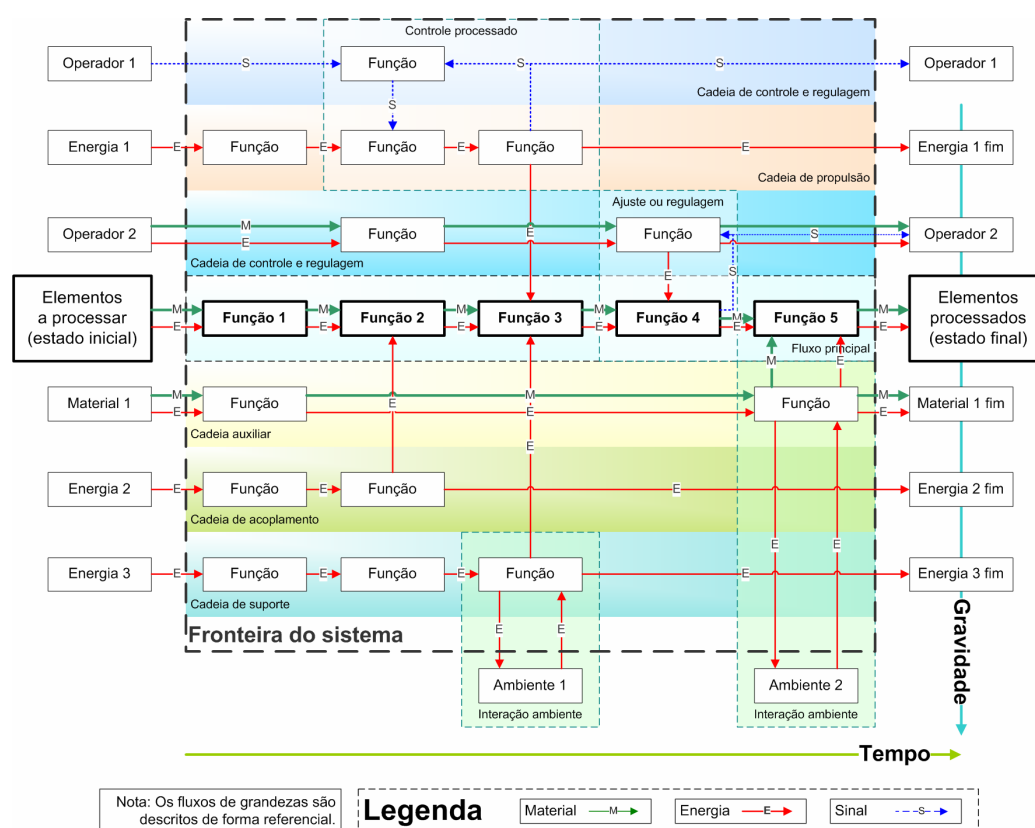 Controle processado
Operador 1
S
Função
S
S
Operador 1
S
Cadeia de controle e regulagem
Energia 1
E
Função
E
Função
E
Função
E
Energia 1 fim
Cadeia de propulsão
Ajuste ou regulagem
Operador 2
M
E
Função
E
Função
S
Operador 2
Cadeia de controle e regulagem
E
S
Elementos
a processar
(estado inicial)
M
E
Função 1
M
E
Função 2
M
E
Função 3
M
E
Função 4
M
E
Função 5
M
E
Elementos
processados
(estado final)
Fluxo principal
M
E
Material 1
M
E
Função
M
E
E
Função
M
E
Material 1 fim
Cadeia auxiliar
E
Energia 2
E
Função
E
Função
E
Energia 2 fim
Cadeia de acoplamento
E
E
Energia 3
E
Função
E
Função
E
Função
E
Energia 3 fim
Cadeia de suporte
Fronteira do sistema
E
E
Gravidade
Ambiente 1
Ambiente 2
Interação ambiente
Interação ambiente
Tempo
Nota: Os fluxos de grandezas são
descritos de forma referencial.
Legenda
Material
M
Energia
E
Sinal
S